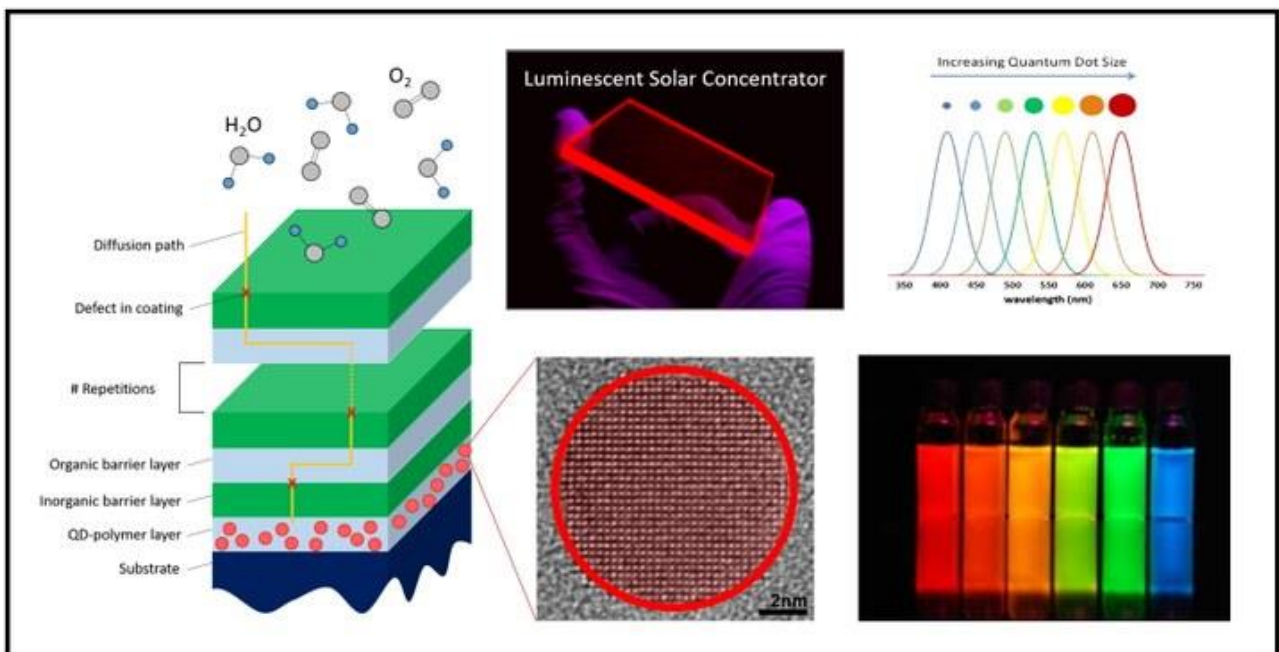 O₂
H₂O
Diffusion path
Defect in coating
# Repetitions
Organic barrier layer
Inorganic barrier layer
QD-polymer layer
Substrate
Luminescent Solar Concentrator
Increasing Quantum Dot Size
350 400 450 500 550 600 650 700 750
wavelength (nm)
2nm